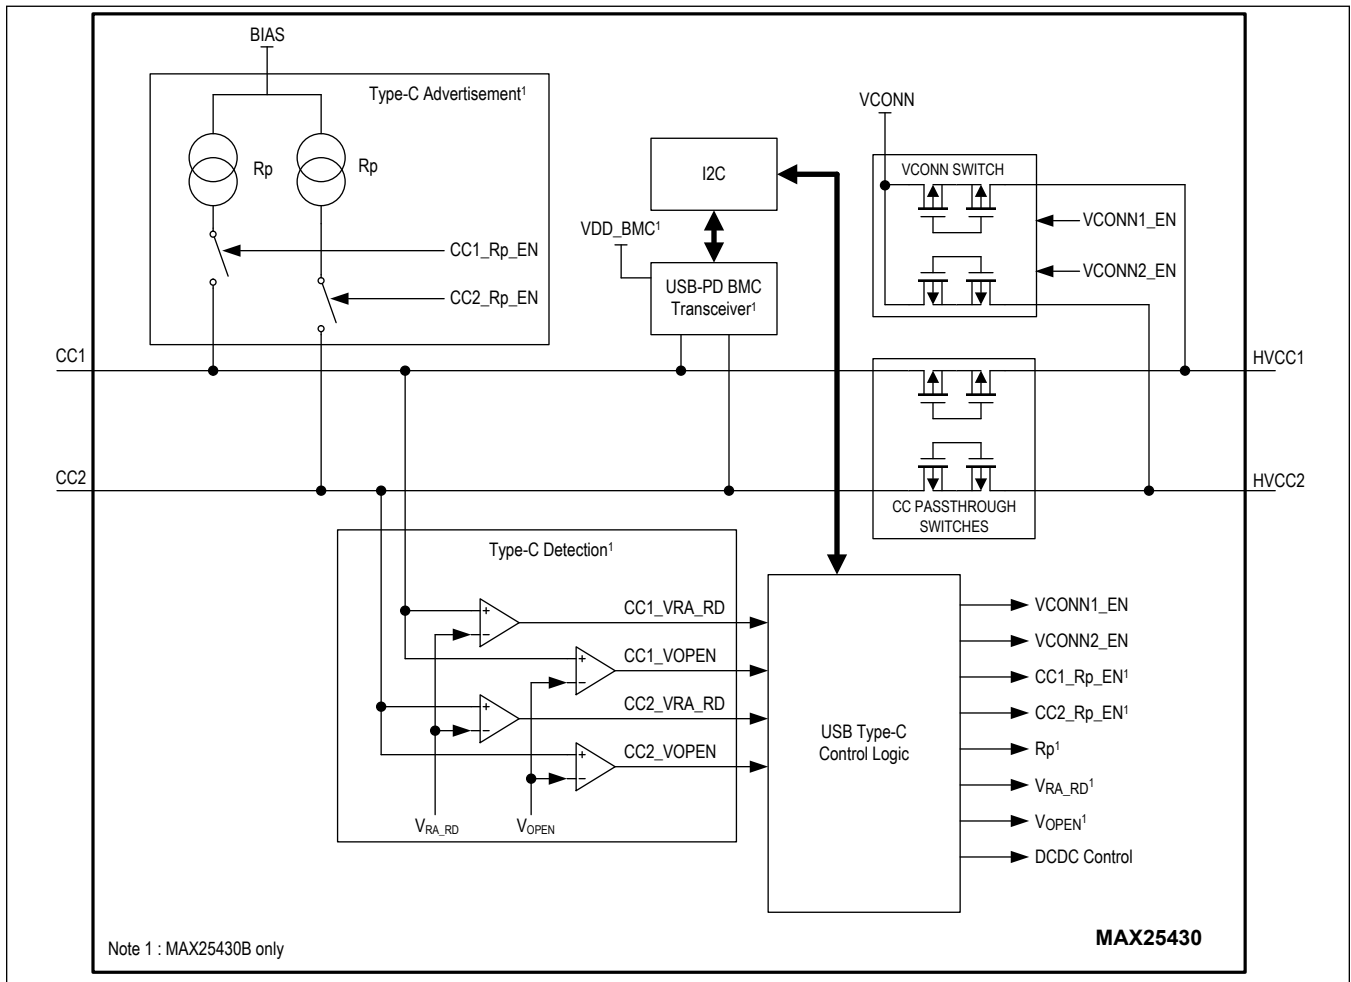 BIAS
Type-C Advertisement¹
Rp
Rp
CC1_Rp_EN
CC2_Rp_EN
I2C
VDD_BMC¹
USB-PD BMC
Transceiver¹
VCONN
VCONN SWITCH
VCONN1_EN
VCONN2_EN
CC1
HVCC1
CC2
HVCC2
CC PASSTHROUGH
SWITCHES
Type-C Detection¹
+
−
CC1_VRA_RD
+
−
CC1_VOPEN
+
−
CC2_VRA_RD
+
−
CC2_VOPEN
VRA_RD
VOPEN
USB Type-C
Control Logic
VCONN1_EN
VCONN2_EN
CC1_Rp_EN¹
CC2_Rp_EN¹
Rp¹
VRA_RD¹
VOPEN¹
DCDC Control
Note 1 : MAX25430B only
MAX25430